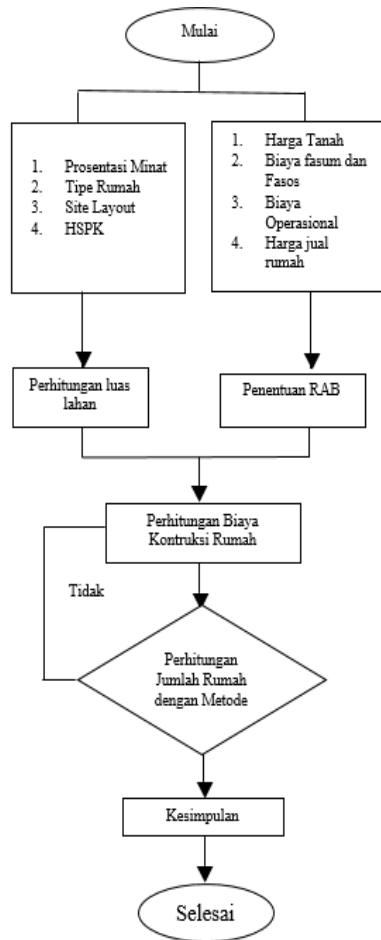 Mulai
1. Prosentasi Minat
2. Tipe Rumah
3. Site Layout
4. HSPK
1. Harga Tanah
2. Biaya fasum dan
Fasos
3. Biaya
Operasional
4. Harga jual
rumah
Perhitungan luas
lahan
Penentuan RAB
Perhitungan Biaya
Kontruksi Rumah
Tidak
Perhitungan
Jumlah Rumah
dengan Metode
Kesimpulan
Selesai